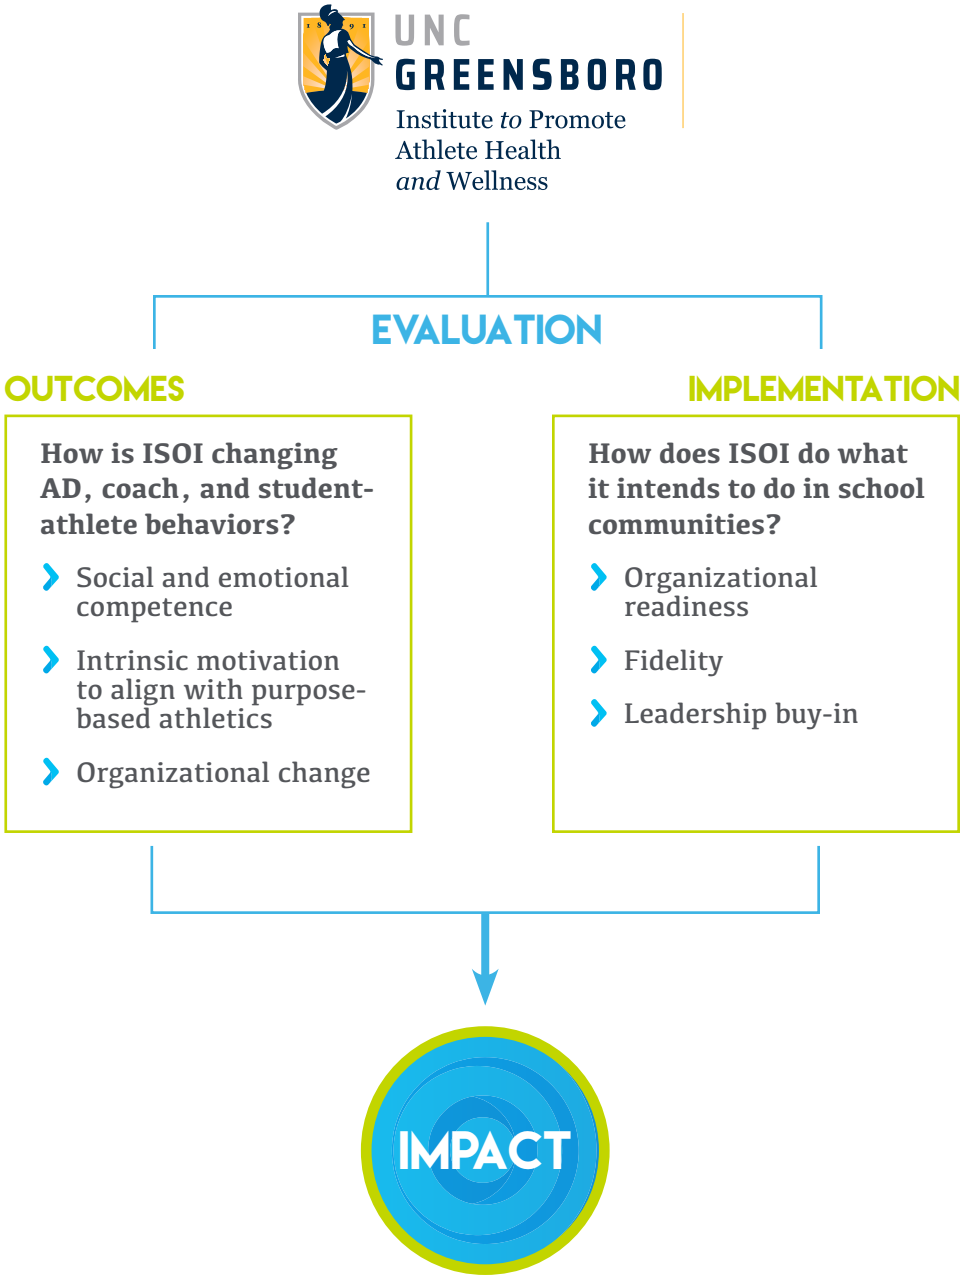 1891
UNC
GREENSBORO
Institute to Promote
Athlete Health
and Wellness
EVALUATION
OUTCOMES
How is ISOI changing
AD, coach, and student-
athlete behaviors?
Social and emotional
competence
Intrinsic motivation
to align with purpose-
based athletics
Organizational change
IMPLEMENTATION
How does ISOI do what
it intends to do in school
communities?
Organizational
readiness
Fidelity
Leadership buy-in
IMPACT